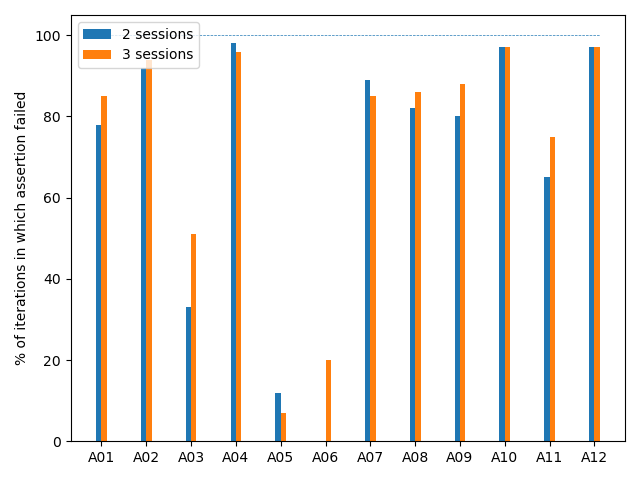 2 sessions
3 sessions
% of iterations in which assertion failed
100
80
60
40
20
0
A01 A02 A03 A04 A05 A06 A07 A08 A09 A10 A11 A12